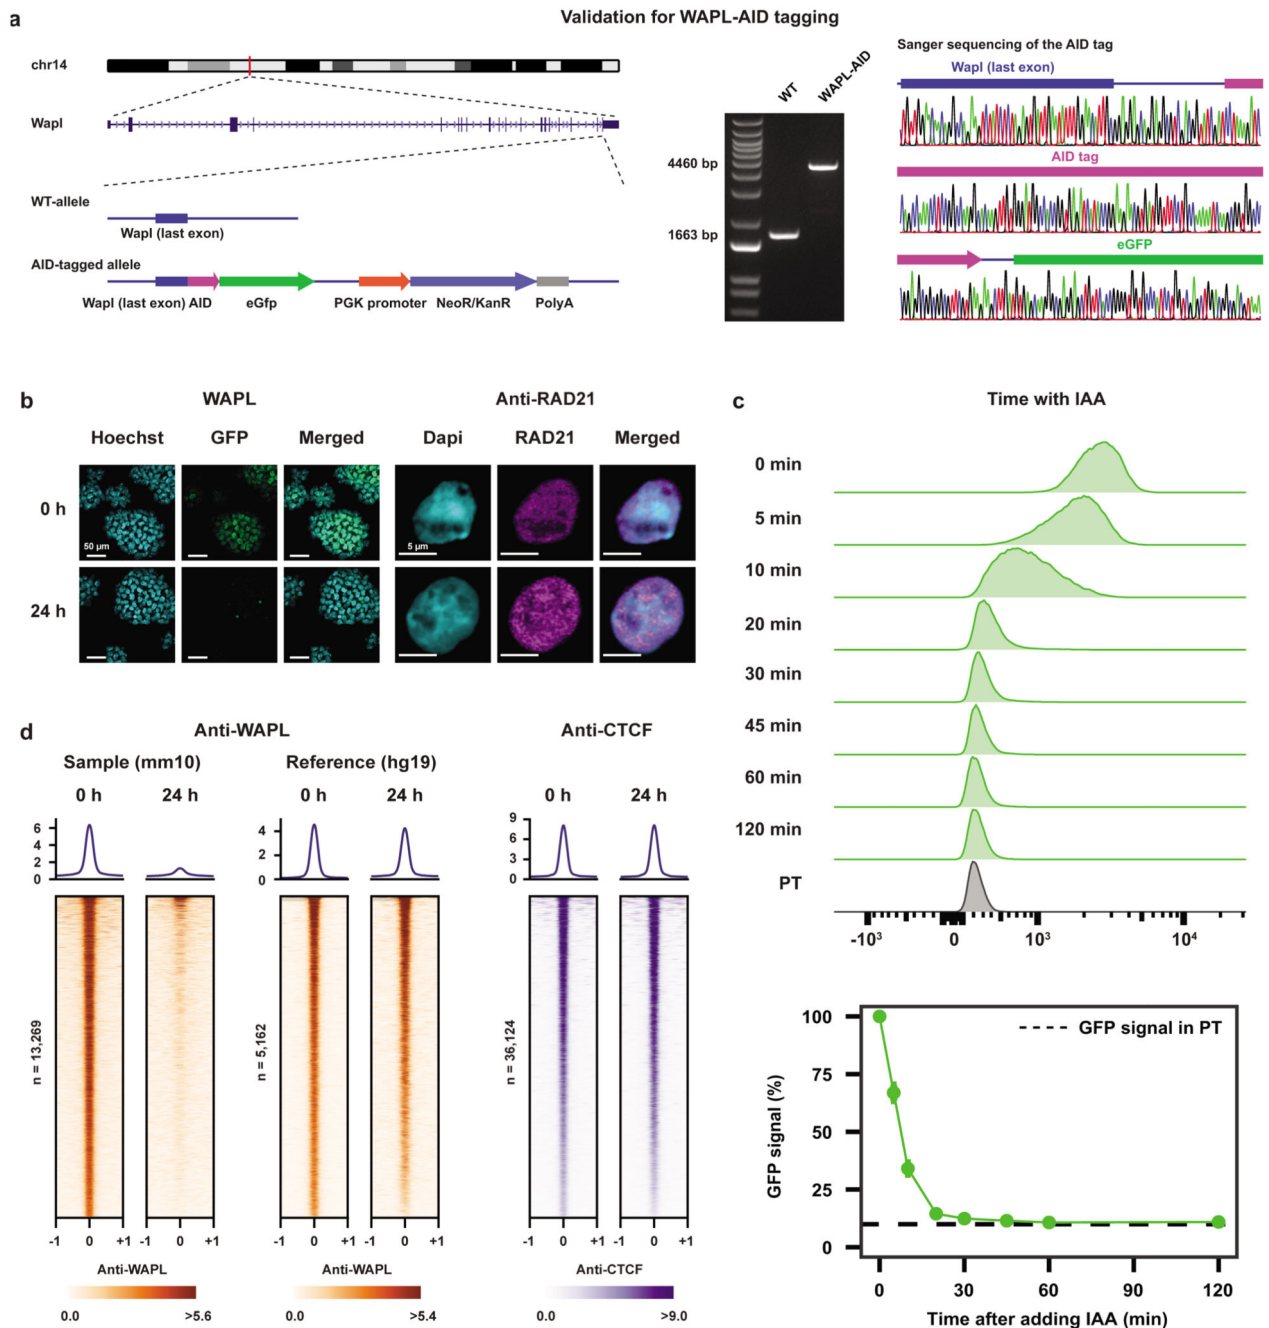 a
Validation for WAPL-AID tagging
chr14
Wapl
WT-allele
Wapl (last exon)
AID-tagged allele
Wapl (last exon) AID eGfp PGK promoter NeoR/KanR PolyA
WT WAPL-AID
4460 bp
1663 bp
Sanger sequencing of the AID tag
Wapl (last exon)
AID tag
eGFP
b
WAPL Anti-RAD21
Hoechst GFP Merged Dapi RAD21 Merged
0 h
50 µm 5 µm
24 h
c
Time with IAA
0 min
5 min
10 min
20 min
30 min
45 min
60 min
120 min
PT
-10³ 0 10³ 10⁴
100
75
50
25
0
GFP signal (%)
GFP signal in PT
0 30 60 90 120
Time after adding IAA (min)
d
Anti-WAPL Anti-CTCF
Sample (mm10) Reference (hg19)
0 h 24 h 0 h 24 h 0 h 24 h
6
4
2
0
4
2
0
9
6
3
0
n = 13,269
n = 5,162
n = 36,124
-1 0 +1 -1 0 +1 -1 0 +1 -1 0 +1 -1 0 +1 -1 0 +1
Anti-WAPL Anti-WAPL Anti-CTCF
0.0 >5.6 0.0 >5.4 0.0 >9.0